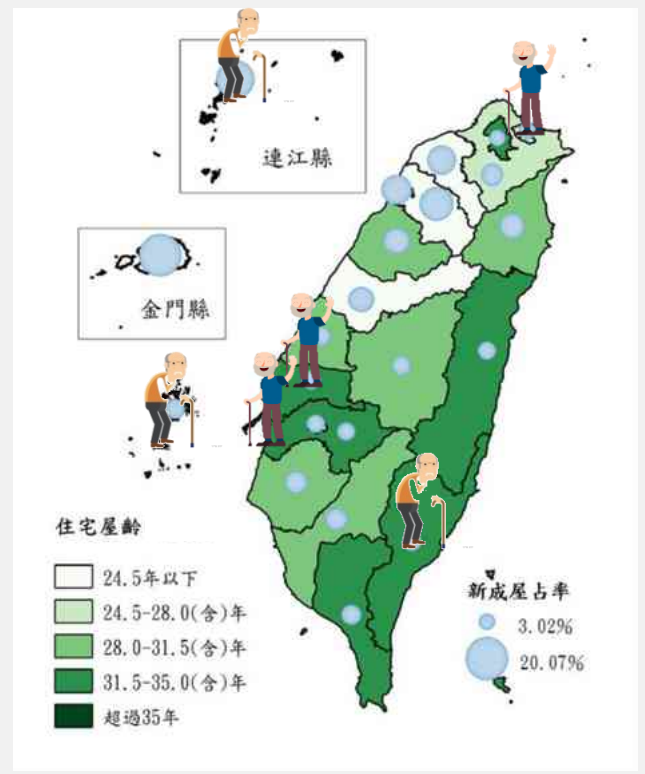 連江縣
金門縣
住宅屋齡
24.5年以下
24.5-28.0(含)年
28.0-31.5(含)年
31.5-35.0(含)年
超過35年
新成屋占率
3.02%
20.07%